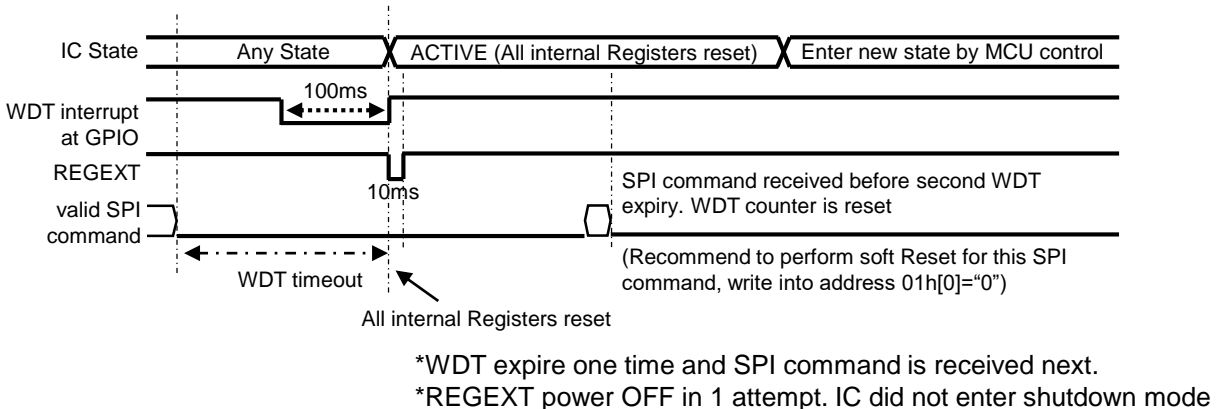 IC State
Any State
ACTIVE (All internal Registers reset)
Enter new state by MCU control
100ms
WDT interrupt
at GPIO
REGEXT
10ms
valid SPI
command
SPI command received before second WDT
expiry. WDT counter is reset
(Recommend to perform soft Reset for this SPI
command, write into address 01h[0]=“0”)
WDT timeout
All internal Registers reset
*WDT expire one time and SPI command is received next.
*REGEXT power OFF in 1 attempt. IC did not enter shutdown mode